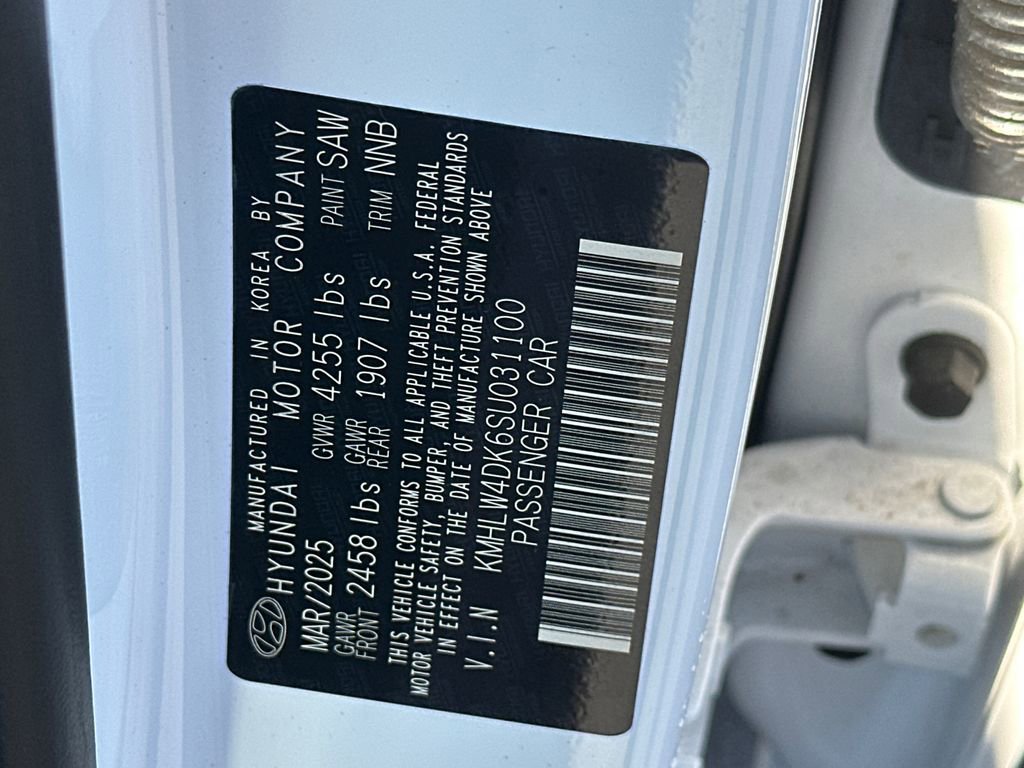 MANUFACTURED IN KOREA BY
HYUNDAI MOTOR COMPANY
MAR/2025 GVWR 4255 lbs PAINT SAW
GAWR FRONT 2458 lbs GAWR REAR 1907 lbs TRIM NNB
THIS VEHICLE CONFORMS TO ALL APPLICABLE U.S.A. FEDERAL
MOTOR VEHICLE SAFETY, BUMPER, AND THEFT PREVENTION STANDARDS
IN EFFECT ON THE DATE OF MANUFACTURE SHOWN ABOVE
V.I.N KMHLW4DK6SU031100
PASSENGER CAR